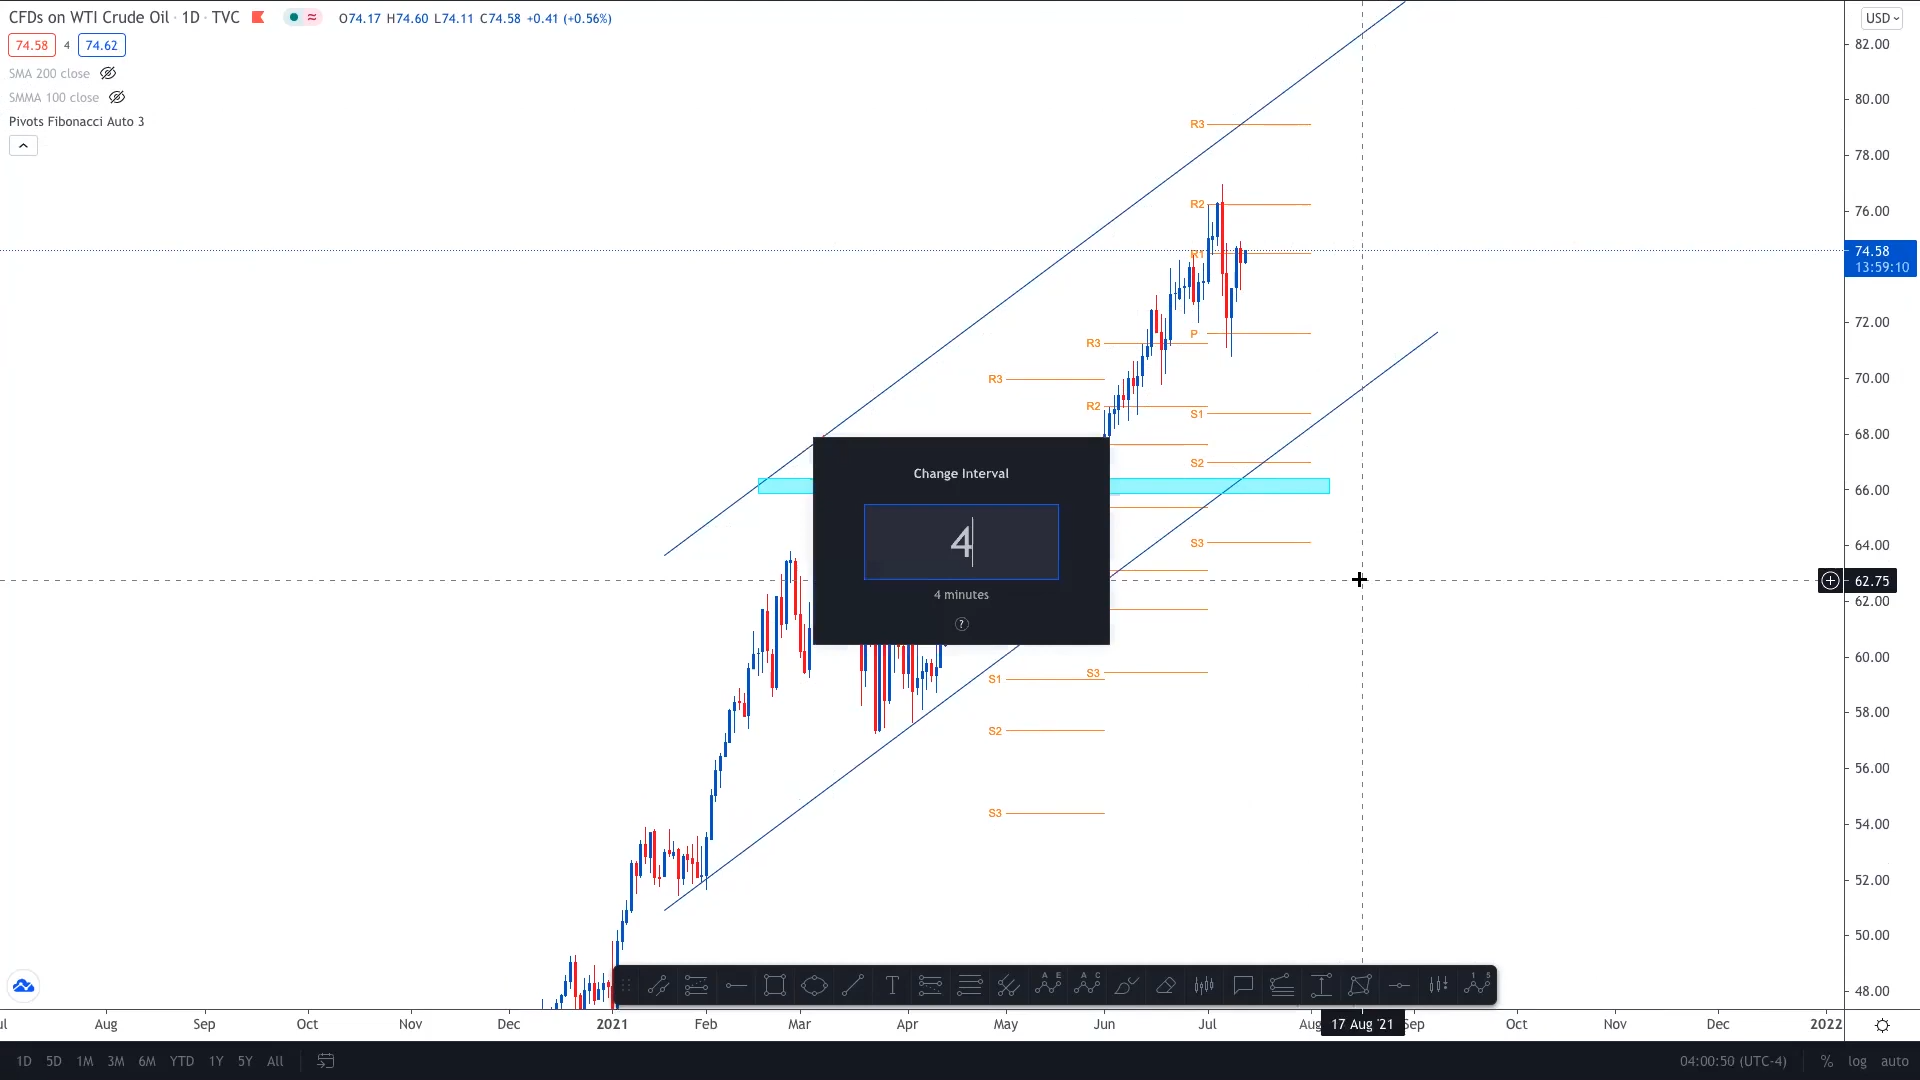 CFDs on WTI Crude Oil · 1D · TVC O74.17 H74.60 L74.11 C74.58 +0.41 (+0.56%)
USD
74.58 4 74.62
SMA 200 close
SMMA 100 close
Pivots Fibonacci Auto 3
82.00
80.00
78.00
76.00
74.58
13:59:10
72.00
70.00
68.00
66.00
64.00
62.75
62.00
60.00
58.00
56.00
54.00
52.00
50.00
48.00
R3
R2
R1
P
S1
S2
S3
R3
R2
S3
R3
S1
S2
S3
Change Interval
4
4 minutes
?
A E
A C
1 5
Aug Sep Oct Nov Dec 2021 Feb Mar Apr May Jun Jul Aug 17 Aug '21 Sep Oct Nov Dec 2022
1D 5D 1M 3M 6M YTD 1Y 5Y All 04:00:50 (UTC-4) % log auto